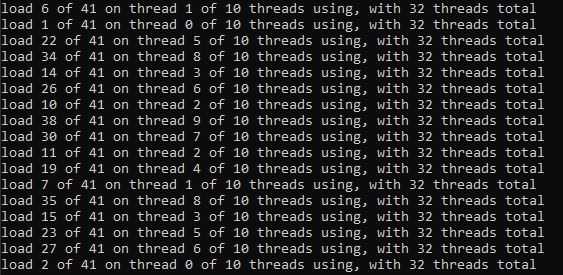 load 6 of 41 on thread 1 of 10 threads using, with 32 threads total
load 1 of 41 on thread 0 of 10 threads using, with 32 threads total
load 22 of 41 on thread 5 of 10 threads using, with 32 threads total
load 34 of 41 on thread 8 of 10 threads using, with 32 threads total
load 14 of 41 on thread 3 of 10 threads using, with 32 threads total
load 26 of 41 on thread 6 of 10 threads using, with 32 threads total
load 10 of 41 on thread 2 of 10 threads using, with 32 threads total
load 38 of 41 on thread 9 of 10 threads using, with 32 threads total
load 30 of 41 on thread 7 of 10 threads using, with 32 threads total
load 11 of 41 on thread 2 of 10 threads using, with 32 threads total
load 19 of 41 on thread 4 of 10 threads using, with 32 threads total
load 7 of 41 on thread 1 of 10 threads using, with 32 threads total
load 35 of 41 on thread 8 of 10 threads using, with 32 threads total
load 15 of 41 on thread 3 of 10 threads using, with 32 threads total
load 23 of 41 on thread 5 of 10 threads using, with 32 threads total
load 27 of 41 on thread 6 of 10 threads using, with 32 threads total
load 2 of 41 on thread 0 of 10 threads using, with 32 threads total